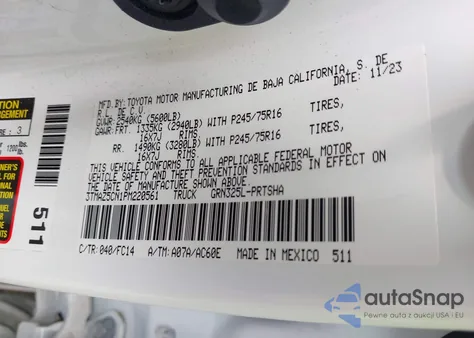 MFD.BY: TOYOTA MOTOR MANUFACTURING DE BAJA CALIFORNIA, S. DE
R.L. DE C.V. DATE: 11/23
GVWR: 2540KG (5600LB)
GAWR: FRT. 1335KG (2940LB) WITH P245/75R16 TIRES,
16X7J RIMS,
RR. 1490KG (3280LB) WITH P245/75R16 TIRES,
16X7J RIMS
THIS VEHICLE CONFORMS TO ALL APPLICABLE FEDERAL MOTOR
VEHICLE SAFETY AND THEFT PREVENTION STANDARDS IN EFFECT ON
THE DATE OF MANUFACTURE SHOWN ABOVE.
3TMAZ5CN1PM220561 TRUCK GRN325L-PRTSHA
C/TR: 040/FC14 A/TM: A07A/AC60E MADE IN MEXICO 511
3
1200 lbs.
511
autoSnap
Pewne auta z aukcji USA i EU